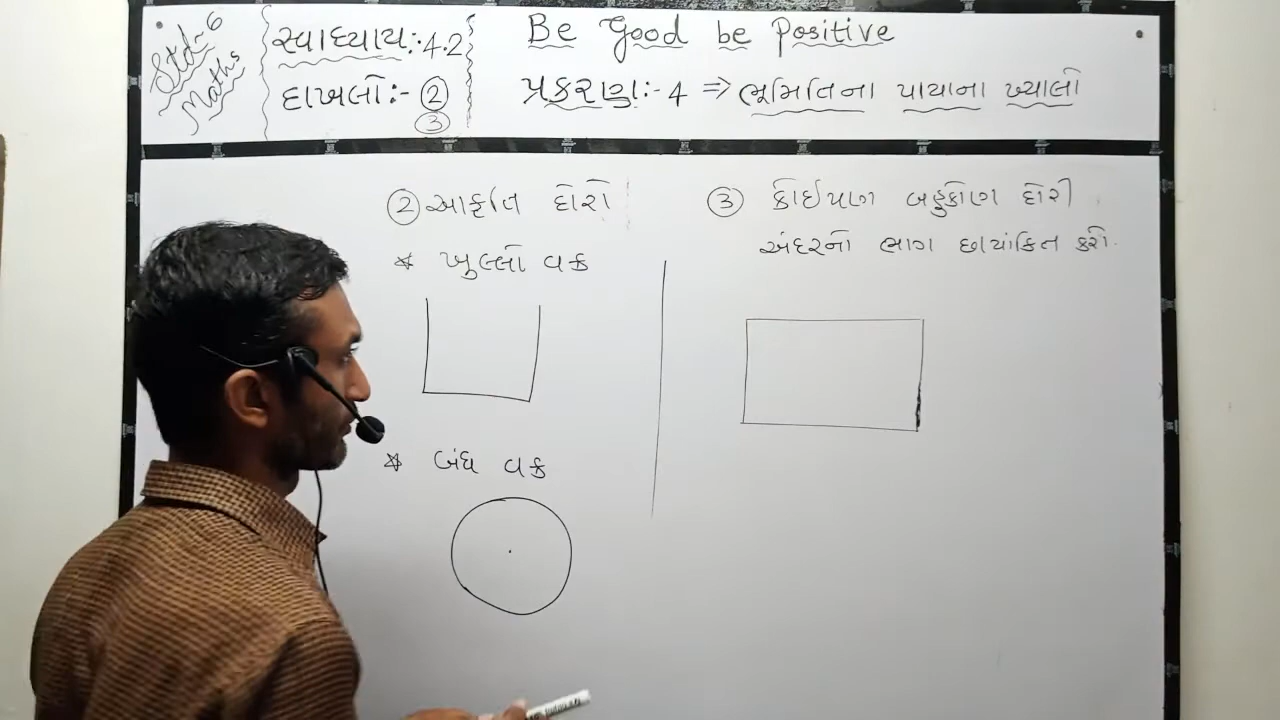 Std-6
Maths
સ્વાધ્યાય:-4.2
દાખલો:- ②
③
Be Good be Positive
પ્રકરણ:- 4 ⇒ ભૂમિતિના પાયાના ખ્યાલો
② આકૃતિ દોરો
* ખુલ્લો વક્ર
* બંધ વક્ર
③ કોઈપણ બહુકોણ દોરી
અંદરનો ભાગ છાયાંકિત કરો.